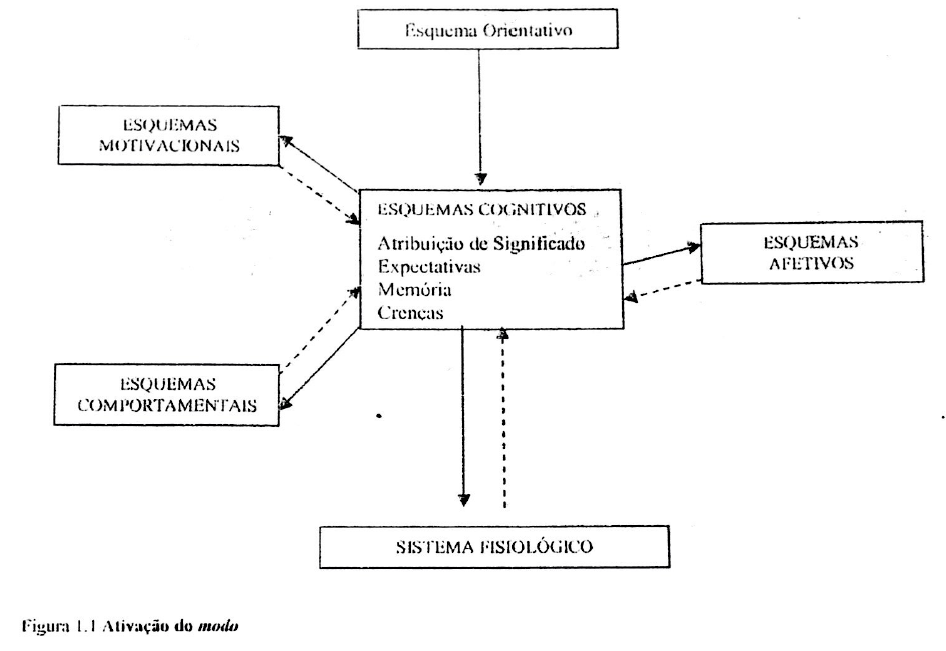 Esquema Orientativo
ESQUEMAS
MOTIVACIONAIS
ESQUEMAS COGNITIVOS
Atribuição de Significado
Expectativas
Memória
Crenças
ESQUEMAS
AFETIVOS
ESQUEMAS
COMPORTAMENTAIS
SISTEMA FISIOLÓGICO
Figura 1.1 Ativação do modo